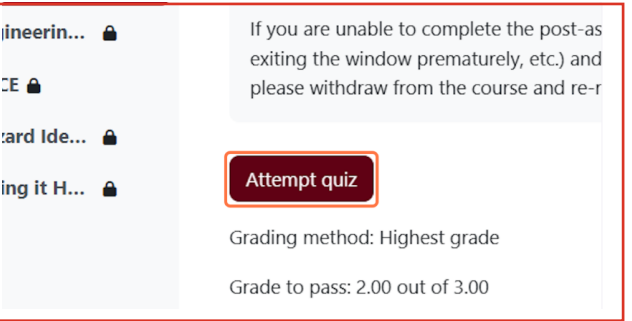 gineerin...
CE
zard Ide...
ing it H...
If you are unable to complete the post-as
exiting the window prematurely, etc.) and
please withdraw from the course and re-r
Attempt quiz
Grading method: Highest grade
Grade to pass: 2.00 out of 3.00